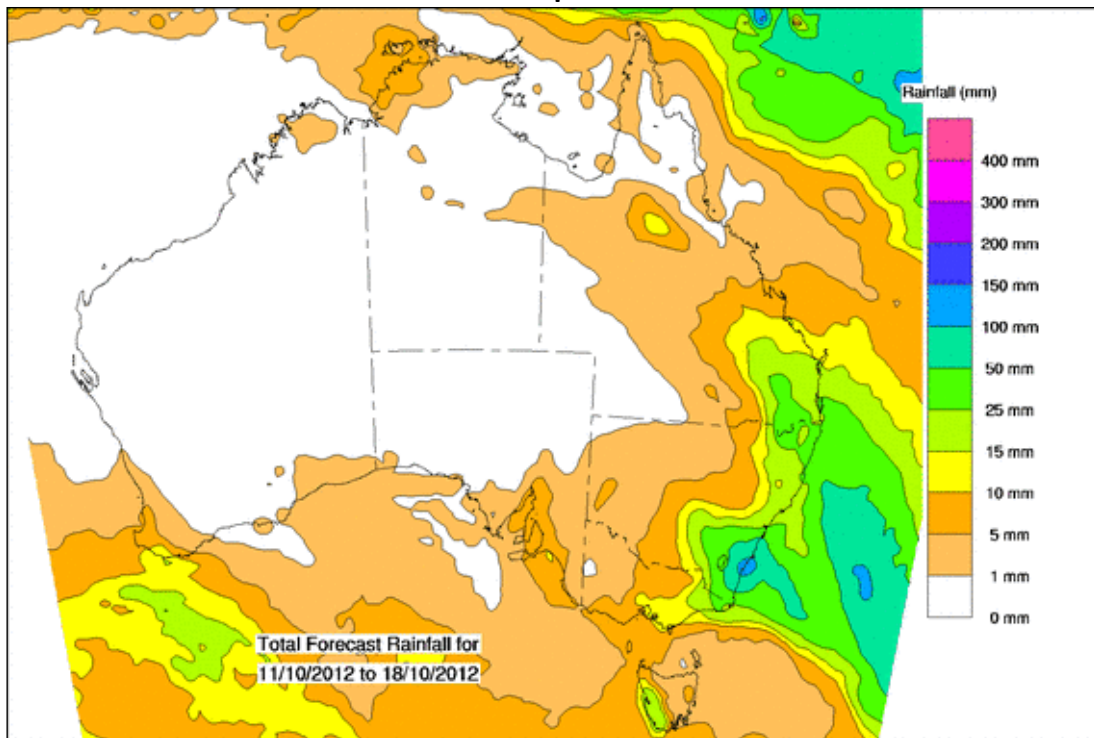 Rainfall (mm)
400 mm
300 mm
200 mm
150 mm
100 mm
50 mm
25 mm
15 mm
10 mm
5 mm
1 mm
0 mm
Total Forecast Rainfall for
11/10/2012 to 18/10/2012